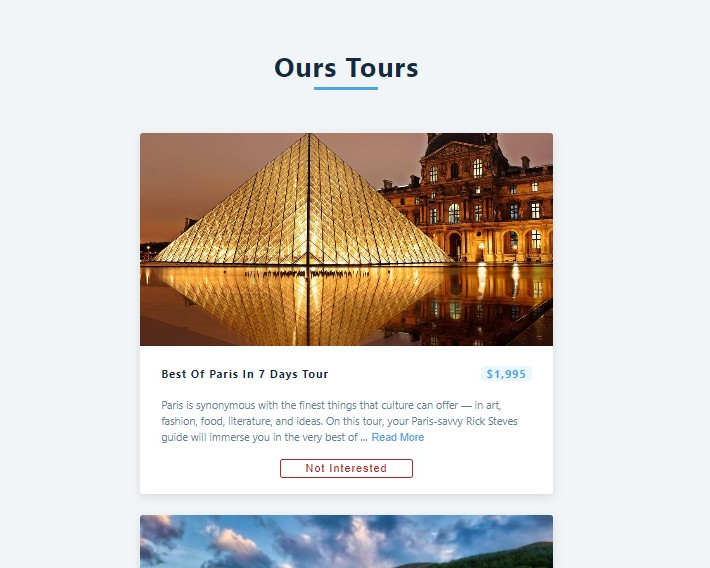 Ours Tours
Best Of Paris In 7 Days Tour
$1,995
Paris is synonymous with the finest things that culture can offer — in art,
fashion, food, literature, and ideas. On this tour, your Paris-savvy Rick Steves
guide will immerse you in the very best of ... Read More
Not Interested